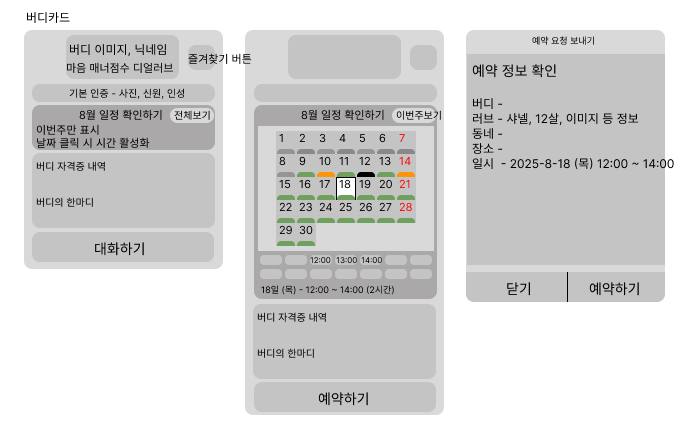 버디카드
버디 이미지, 닉네임
마음 매너점수 디얼러브
즐겨찾기 버튼
기본 인증 - 사진, 신원, 인성
8월 일정 확인하기 전체보기
이번주만 표시
날짜 클릭 시 시간 활성화
버디 자격증 내역
버디의 한마디
대화하기
8월 일정 확인하기 이번주보기
1 2 3 4 5 6 7
8 9 10 11 12 13 14
15 16 17 18 19 20 21
22 23 24 25 26 27 28
29 30
12:00 13:00 14:00
18일 (목) - 12:00 ~ 14:00 (2시간)
버디 자격증 내역
버디의 한마디
예약하기
예약 요청 보내기
예약 정보 확인
버디 -
러브 - 샤넬, 12살, 이미지 등 정보
동네 -
장소 -
일시 - 2025-8-18 (목) 12:00 ~ 14:00
닫기 예약하기